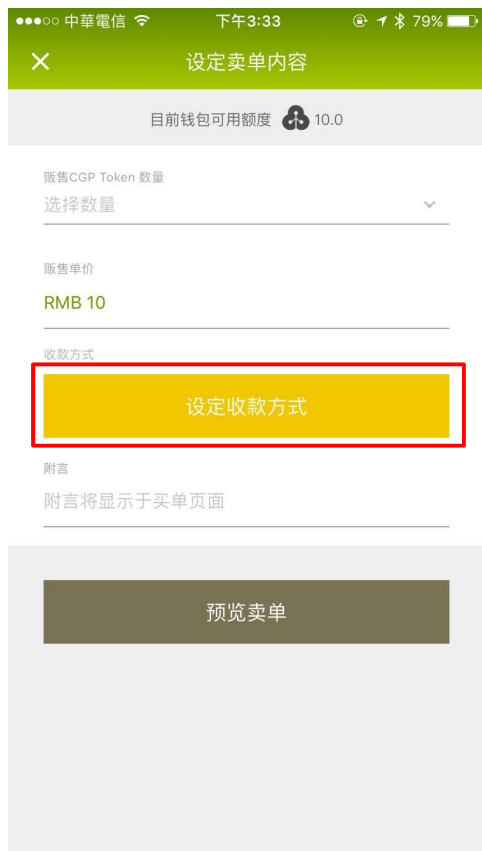 中華電信 下午3:33 79%
设定卖单内容
目前钱包可用额度 10.0
贩售CGP Token 数量
选择数量
贩售单价
RMB 10
收款方式
设定收款方式
附言
附言将显示于买单页面
预览卖单